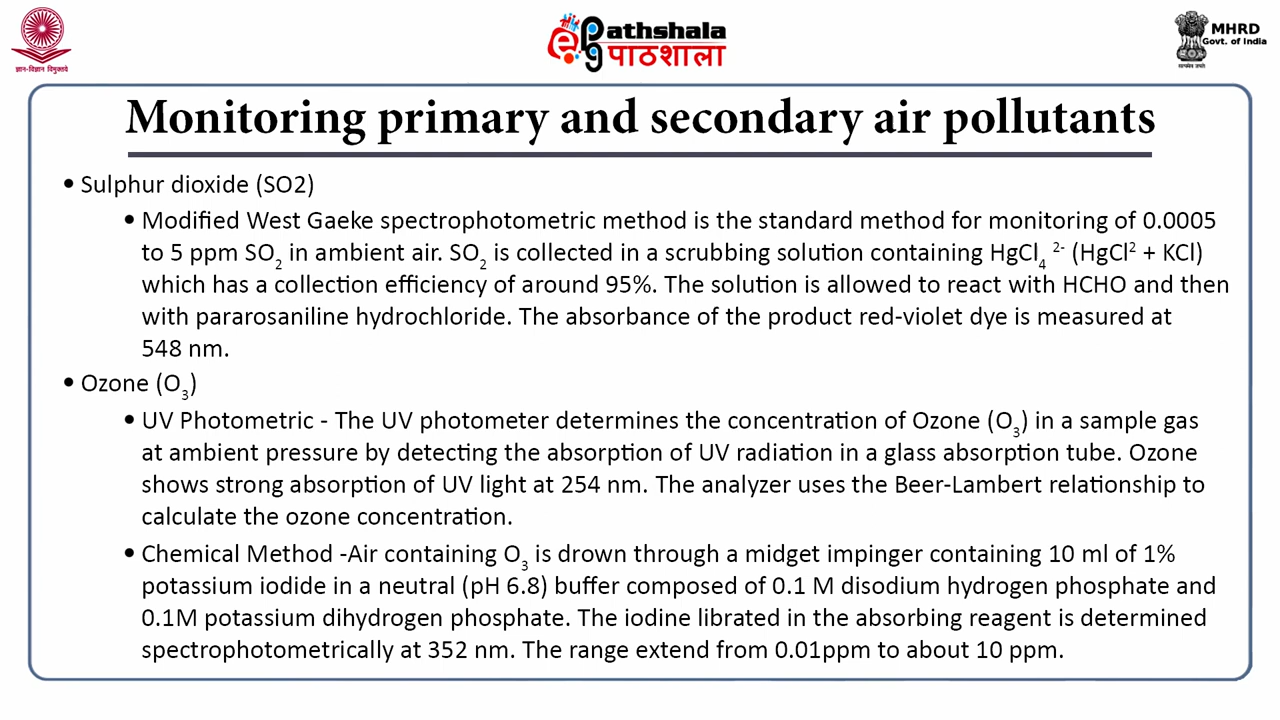 ज्ञान-विज्ञान विमुक्तये
ePG athshala
पाठशाला
MHRD
Govt. of India
सत्यमेव जयते
Monitoring primary and secondary air pollutants
• Sulphur dioxide (SO2)
• Modified West Gaeke spectrophotometric method is the standard method for monitoring of 0.0005
to 5 ppm SO₂ in ambient air. SO₂ is collected in a scrubbing solution containing HgCl₄ ²⁻ (HgCl² + KCl)
which has a collection efficiency of around 95%. The solution is allowed to react with HCHO and then
with pararosaniline hydrochloride. The absorbance of the product red-violet dye is measured at
548 nm.
• Ozone (O₃)
• UV Photometric - The UV photometer determines the concentration of Ozone (O₃) in a sample gas
at ambient pressure by detecting the absorption of UV radiation in a glass absorption tube. Ozone
shows strong absorption of UV light at 254 nm. The analyzer uses the Beer-Lambert relationship to
calculate the ozone concentration.
• Chemical Method -Air containing O₃ is drown through a midget impinger containing 10 ml of 1%
potassium iodide in a neutral (pH 6.8) buffer composed of 0.1 M disodium hydrogen phosphate and
0.1M potassium dihydrogen phosphate. The iodine librated in the absorbing reagent is determined
spectrophotometrically at 352 nm. The range extend from 0.01ppm to about 10 ppm.